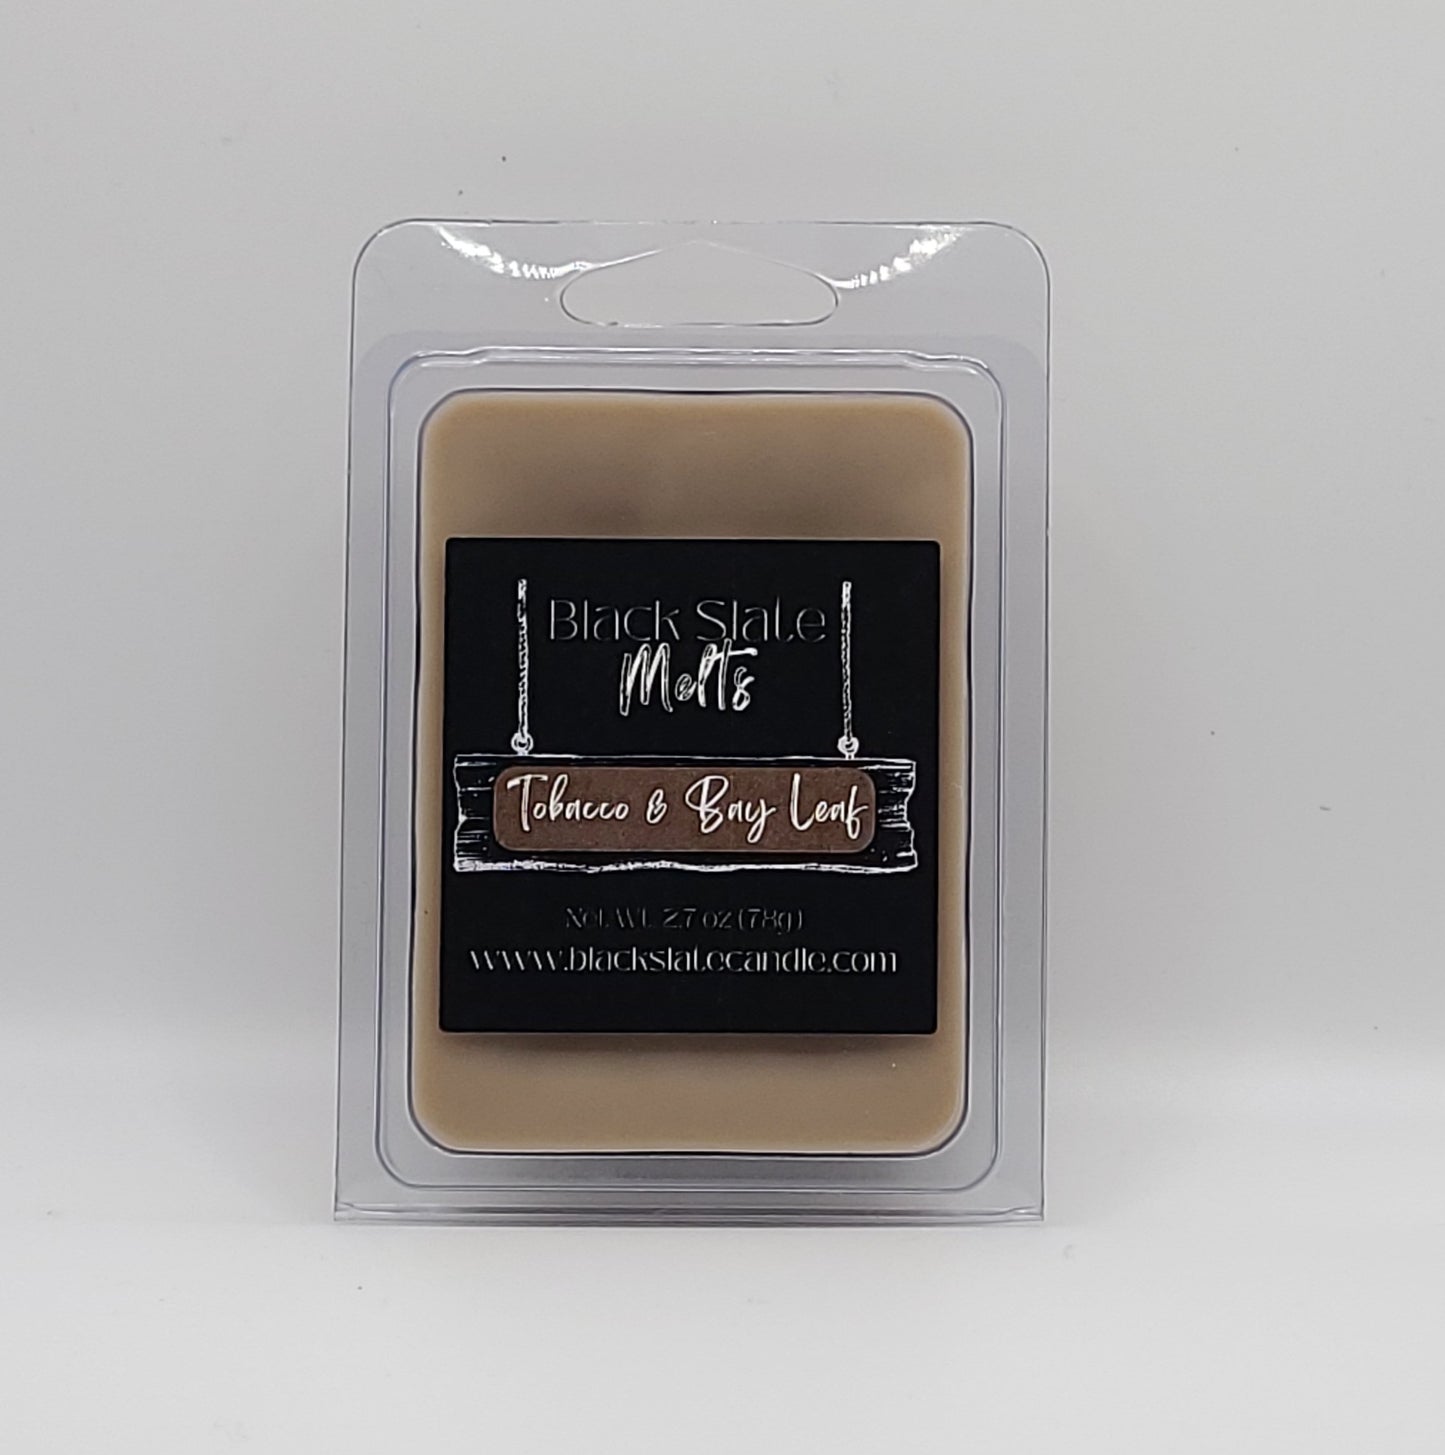 Black Slate
Melts
Tobacco & Bay Leaf
Net. Wt. 2.7 oz (78g)
www.blackslatecandle.com